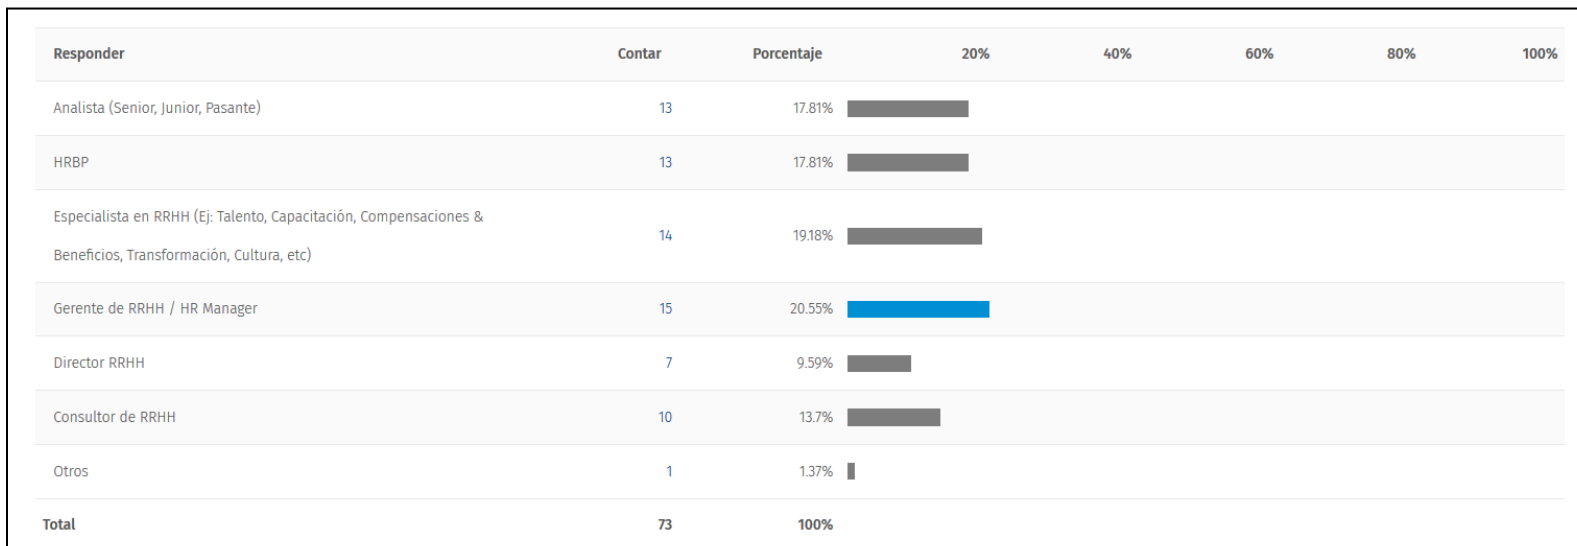 Responder Contar Porcentaje 20% 40% 60% 80% 100%
Analista (Senior, Junior, Pasante) 13 17.81%
HRBP 13 17.81%
Especialista en RRHH (Ej: Talento, Capacitación, Compensaciones &
Beneficios, Transformación, Cultura, etc) 14 19.18%
Gerente de RRHH / HR Manager 15 20.55%
Director RRHH 7 9.59%
Consultor de RRHH 10 13.7%
Otros 1 1.37%
Total 73 100%